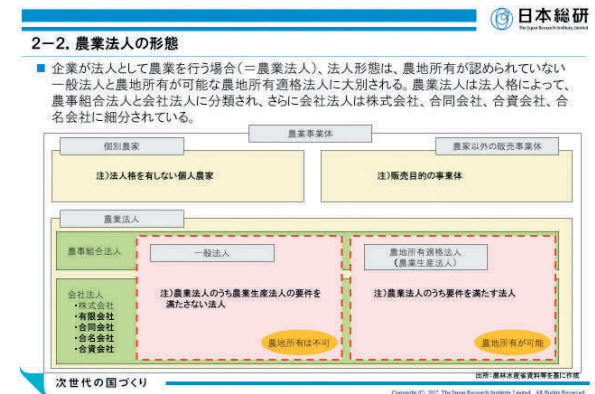 日本総研
The Japan Research Institute, Limited
2-2. 農業法人の形態
■ 企業が法人として農業を行う場合(=農業法人)、法人形態は、農地所有が認められていない
一般法人と農地所有が可能な農地所有適格法人に大別される。農業法人は法人格によって、
農事組合法人と会社法人に分類され、さらに会社法人は株式会社、合同会社、合資会社、合
名会社に細分されている。
農業事業体
個別農家
農家以外の販売事業体
注)法人格を有しない個人農家
注)販売目的の事業体
農業法人
農事組合法人
一般法人
農地所有適格法人
(農業生産法人)
会社法人
・株式会社
・有限会社
・合同会社
・合名会社
・合資会社
注)農業法人のうち農業生産法人の要件を
満たさない法人
注)農業法人のうち要件を満たす法人
農地所有は不可
農地所有が可能
出所:農林水産省資料等を基に作成
次世代の国づくり
Copyright (C) 2017 The Japan Research Institute, Limited. All Rights Reserved.